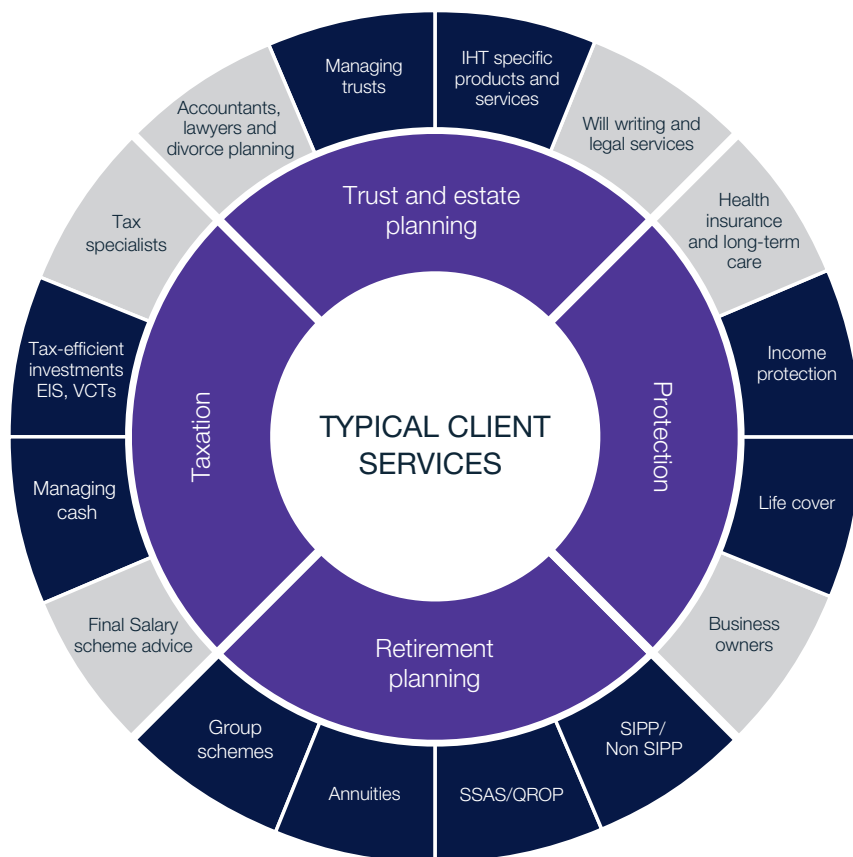 TYPICAL CLIENT
SERVICES
Trust and estate
planning
Protection
Retirement
planning
Taxation
Accountants,
lawyers and
divorce planning
Managing
trusts
IHT specific
products and
services
Will writing and
legal services
Health
insurance
and long-term
care
Income
protection
Life cover
Business
owners
SIPP/
Non SIPP
SSAS/QROP
Annuities
Group
schemes
Final Salary
scheme advice
Managing
cash
Tax-efficient
investments
EIS, VCTs
Tax
specialists